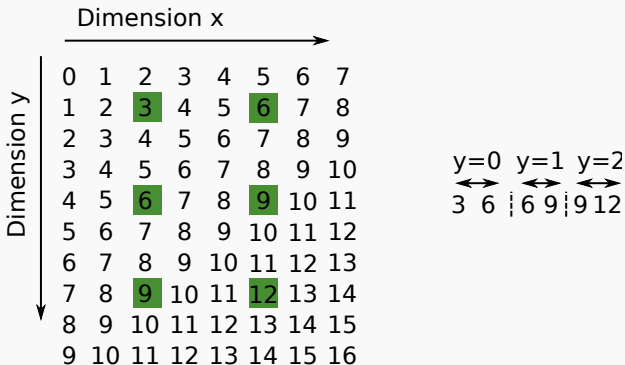 Dimension x
Dimension y
0 1 2 3 4 5 6 7
1 2 3 4 5 6 7 8
2 3 4 5 6 7 8 9
3 4 5 6 7 8 9 10
4 5 6 7 8 9 10 11
5 6 7 8 9 10 11 12
6 7 8 9 10 11 12 13
7 8 9 10 11 12 13 14
8 9 10 11 12 13 14 15
9 10 11 12 13 14 15 16
y=0 y=1 y=2
3 6 6 9 9 12